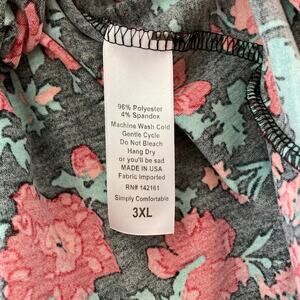 96% Polyester
4% Spandex
Machine Wash Cold
Gentle Cycle
Do Not Bleach
Hang Dry
or you'll be sad
MADE IN USA
Fabric Imported
RN# 142161
Simply Comfortable
3XL